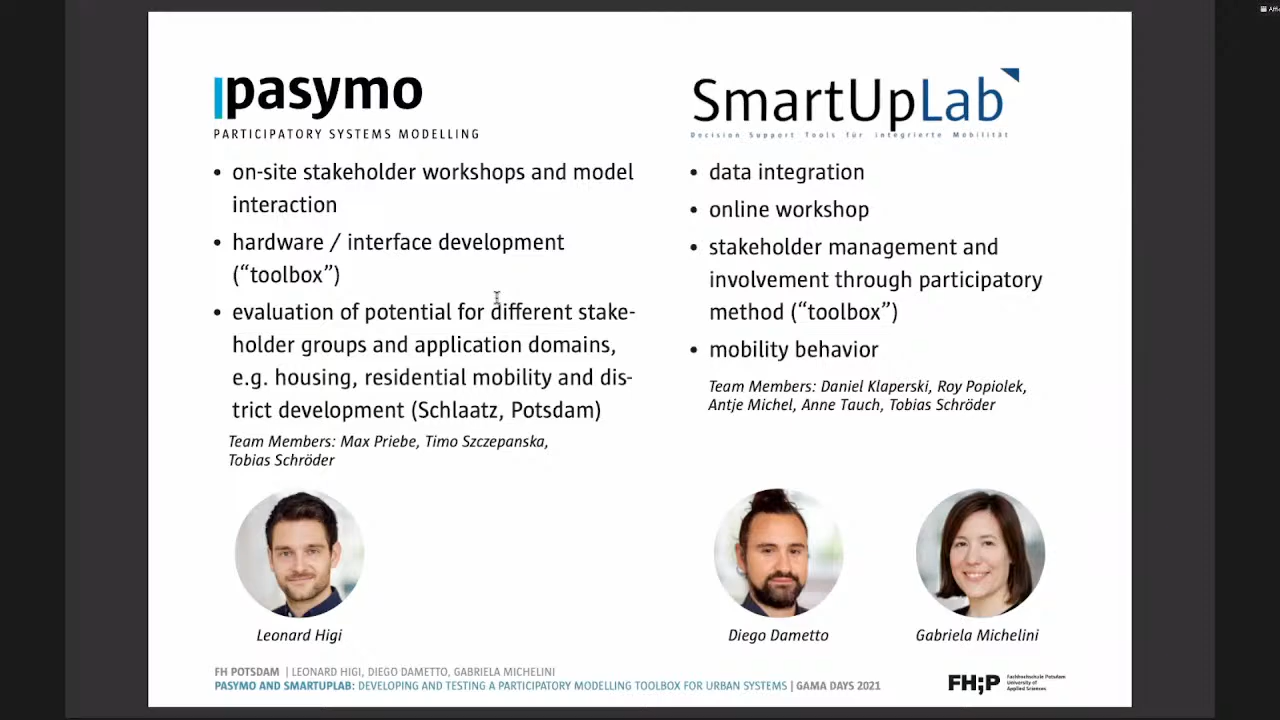 pasymo
PARTICIPATORY SYSTEMS MODELLING
• on-site stakeholder workshops and model
interaction
• hardware / interface development
(“toolbox”)
• evaluation of potential for different stake-
holder groups and application domains,
e.g. housing, residential mobility and dis-
trict development (Schlaatz, Potsdam)
Team Members: Max Priebe, Timo Szczepanska,
Tobias Schröder
Leonard Higi
SmartUpLab
Decision Support Tools für integrierte Mobilität
• data integration
• online workshop
• stakeholder management and
involvement through participatory
method (“toolbox”)
• mobility behavior
Team Members: Daniel Klaperski, Roy Popiolek,
Antje Michel, Anne Tauch, Tobias Schröder
Diego Dametto
Gabriela Michelini
FH POTSDAM | LEONARD HIGI, DIEGO DAMETTO, GABRIELA MICHELINI
PASYMO AND SMARTUPLAB: DEVELOPING AND TESTING A PARTICIPATORY MODELLING TOOLBOX FOR URBAN SYSTEMS | GAMA DAYS 2021
FH;P
Fachhochschule Potsdam
University of
Applied Sciences